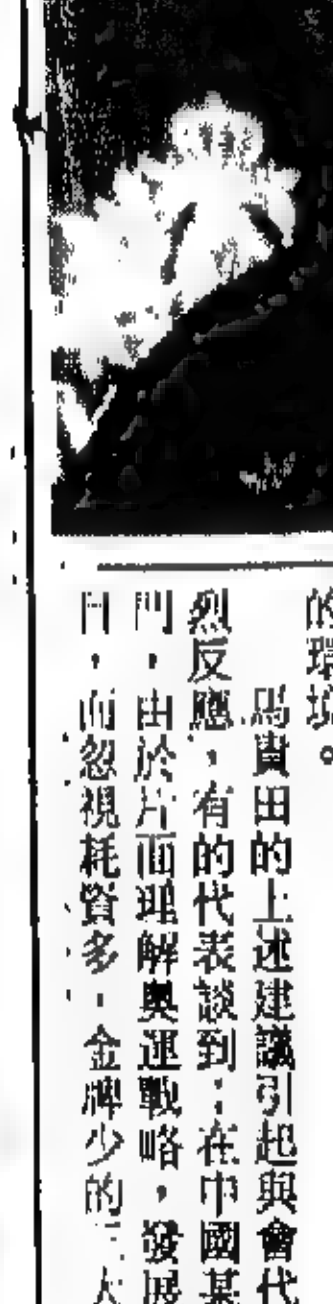 的環境。
馬貴田的上述建議引起與會代
烈反應，有的代表談到：在中國某
門，由於片面理解奧運戰略，發展
目，而忽視耗資多，金牌少的三大